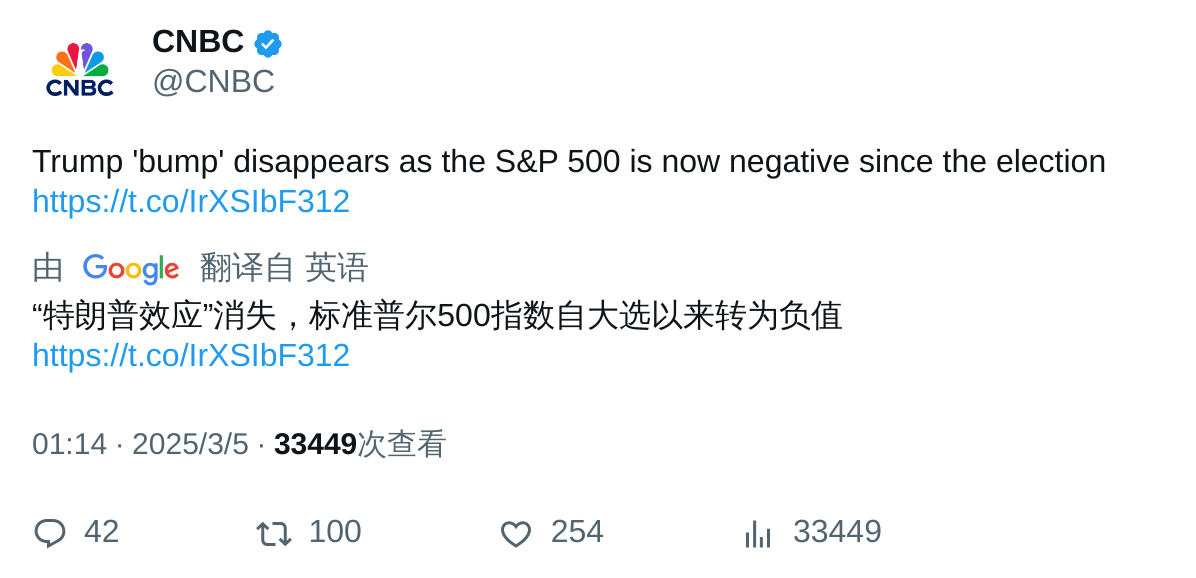 CNBC
@CNBC
CNBC
Trump 'bump' disappears as the S&P 500 is now negative since the election
https://t.co/IrXSIbF312
由 Google 翻译自 英语
“特朗普效应”消失，标准普尔500指数自大选以来转为负值
https://t.co/IrXSIbF312
01:14 · 2025/3/5 · 33449次查看
42 100 254 33449